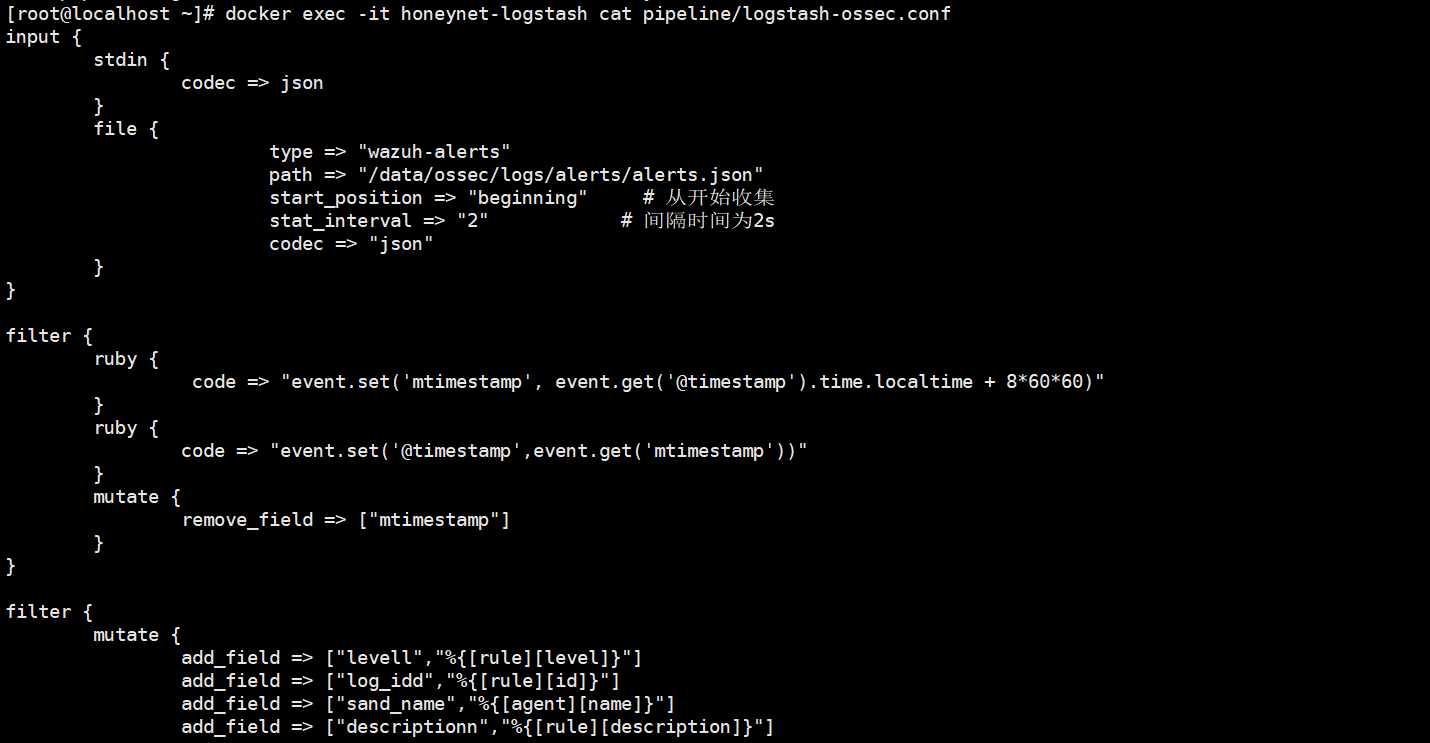 [root@localhost ~]# docker exec -it honeynet-logstash cat pipeline/logstash-ossec.conf
input {
        stdin {
                codec => json
        }
        file {
                        type => "wazuh-alerts"
                        path => "/data/ossec/logs/alerts/alerts.json"
                        start_position => "beginning"     # 从开始收集
                        stat_interval => "2"            # 间隔时间为2s
                        codec => "json"
        }
}

filter {
        ruby {
                 code => "event.set('mtimestamp', event.get('@timestamp').time.localtime + 8*60*60)"
        }
        ruby {
                code => "event.set('@timestamp',event.get('mtimestamp'))"
        }
        mutate {
                remove_field => ["mtimestamp"]
        }
}

filter {
        mutate {
                add_field => ["levell","%{[rule][level]}"]
                add_field => ["log_idd","%{[rule][id]}"]
                add_field => ["sand_name","%{[agent][name]}"]
                add_field => ["descriptionn","%{[rule][description]}"]